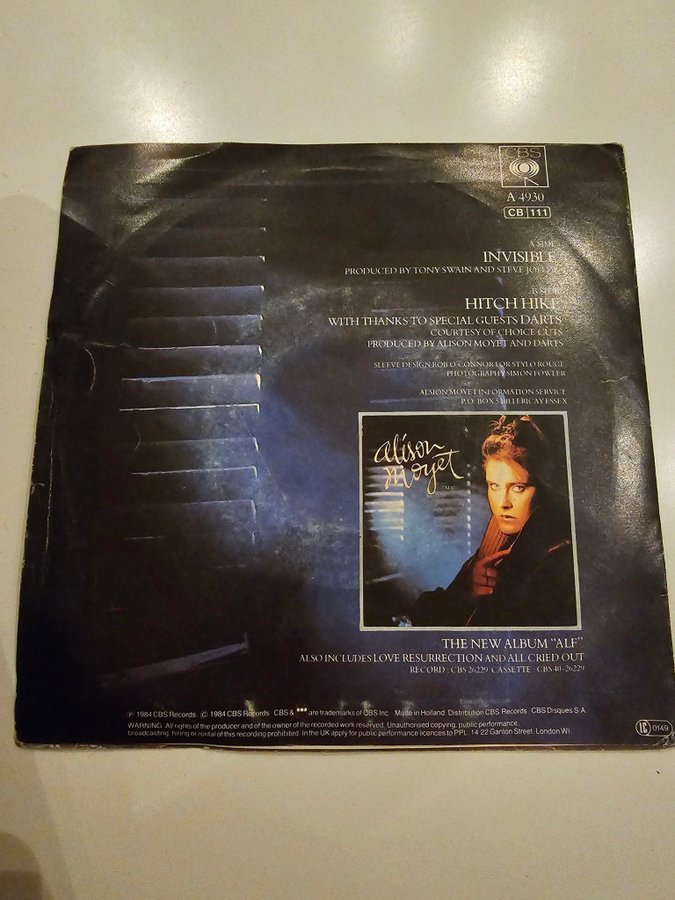 CBS
A 4930
CB 111
A SIDE
INVISIBLE
PRODUCED BY TONY SWAIN AND STEVE
B SIDE
HITCH HIKE
WITH THANKS TO SPECIAL GUESTS DARTS
COURTESY OF CHOICE CUTS
PRODUCED BY ALISON MOYET AND DARTS
SLEEVE DESIGN ROB O'CONNOR FOR STYLO ROUGE
PHOTOGRAPHY SIMON FOWLER
ALSION MOYET INFORMATION SERVICE
P.O. BOX ESSEX
alison
moyet
THE NEW ALBUM "ALF"
ALSO INCLUDES LOVE RESURRECTION AND ALL CRIED OUT
RECORD : CBS 26229 CASSETTE : CBS 40-26229
℗ 1984 CBS Records © 1984 CBS Records CBS & are trademarks of CBS Inc. Made in Holland. Distribution CBS Records CBS Disques S.A.
WARNING: All rights of the producer and of the owner of the recorded work reserved. Unauthorised copying, public performance,
broadcasting, hiring or rental of this recording prohibited. In the UK apply for public performance licences to PPL, 14 22 Ganton Street, London W1
LC 0149